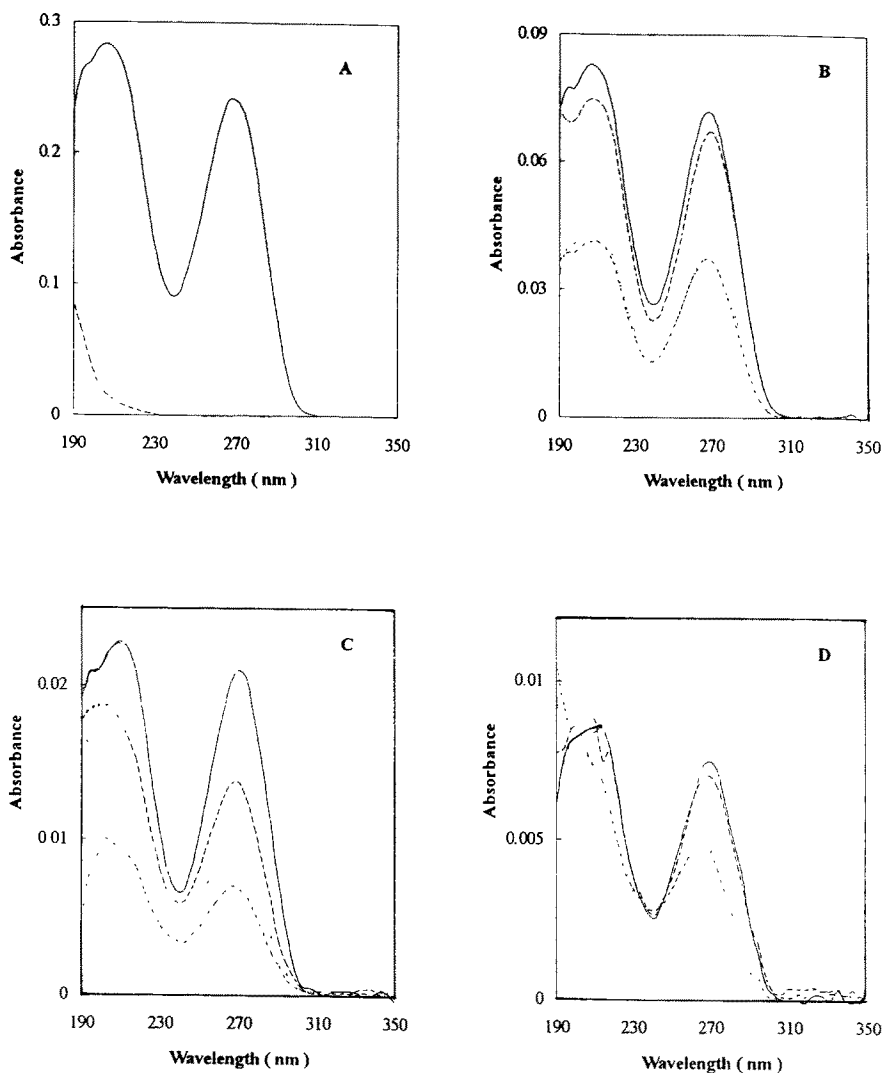 0.3
A
0.2
Absorbance
0.1
0
190 230 270 310 350
Wavelength ( nm )
0.09
B
0.06
Absorbance
0.03
0
190 230 270 310 350
Wavelength ( nm )
C
0.02
Absorbance
0.01
0
190 230 270 310 350
Wavelength ( nm )
D
0.01
Absorbance
0.005
0
190 230 270 310 350
Wavelength ( nm )